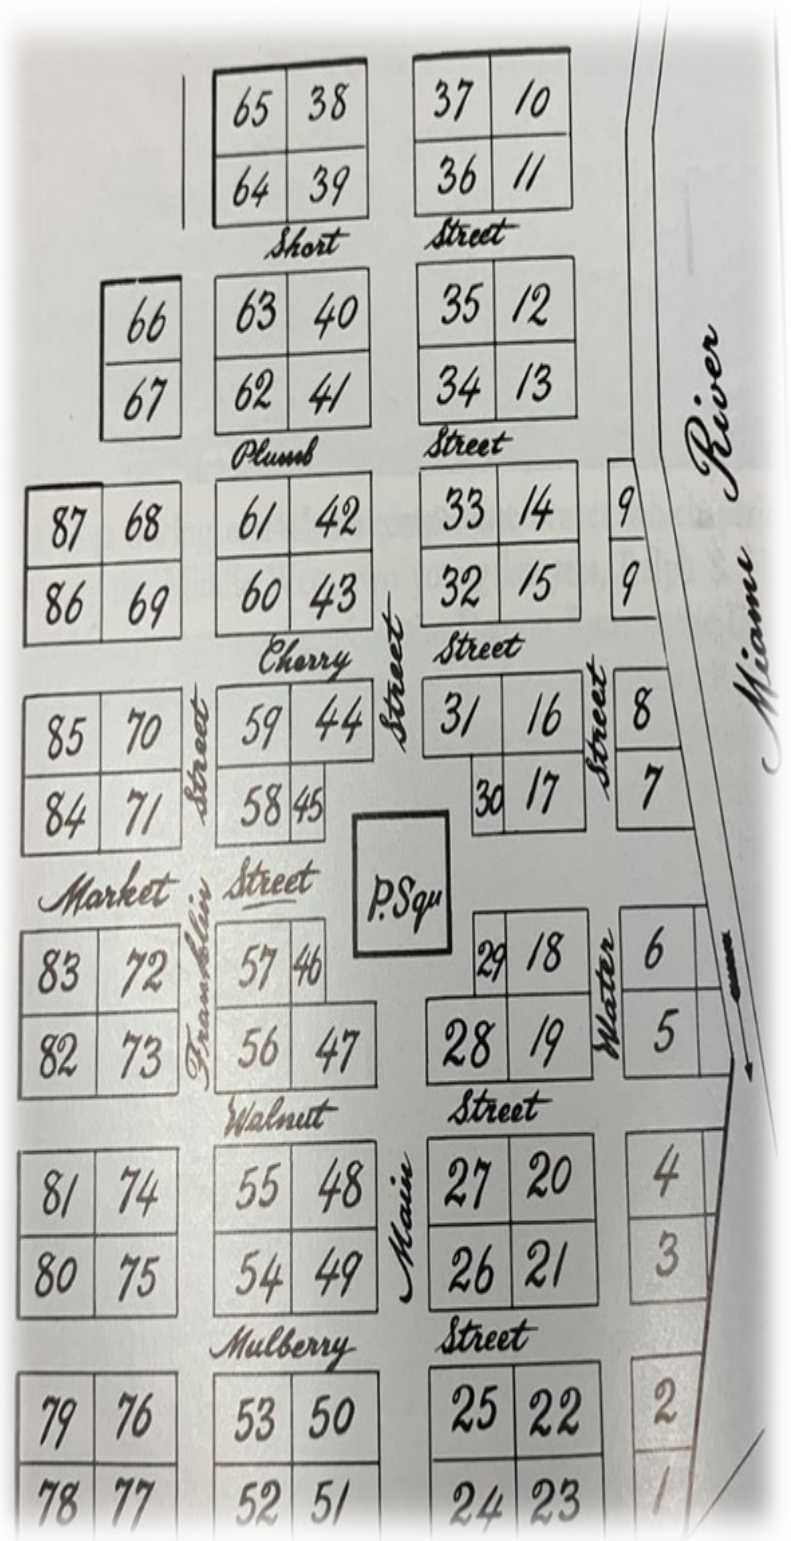 65 38 37 10
64 39 36 11
Short Street
66 63 40 35 12
67 62 41 34 13
Plumb Street
87 68 61 42 33 14 9
86 69 60 43 32 15 9
Cherry Street
85 70 59 44 31 16 8
84 71 58 45 30 17 7
P.Squ
Market Street
83 72 57 46 29 18 6
82 73 56 47 28 19 5
Walnut Street
81 74 55 48 27 20 4
80 75 54 49 26 21 3
Mulberry Street
79 76 53 50 25 22 2
78 77 52 51 24 23 1
Franklin Street
Main Street
Water Street
Miami River